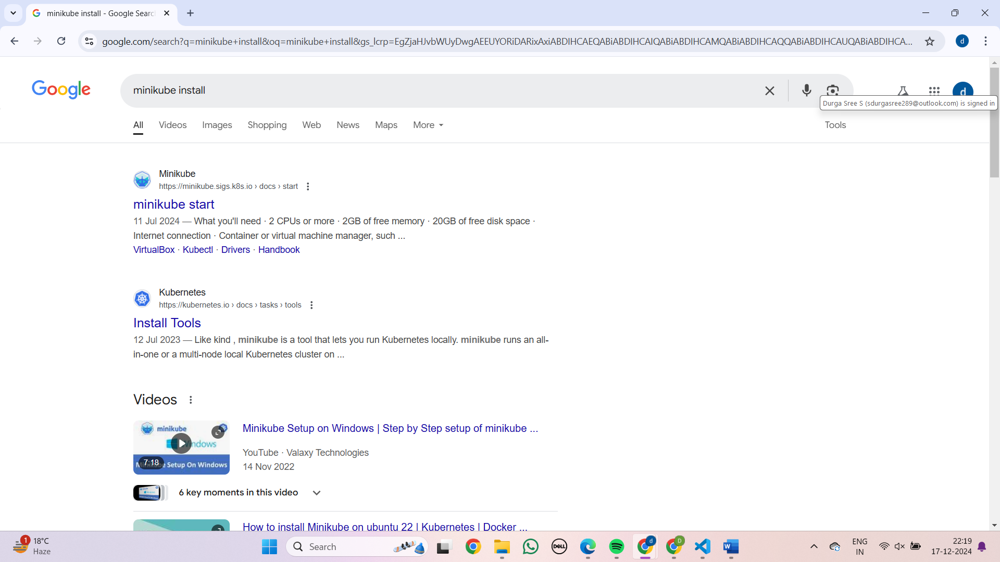 minikube install - Google Searc
google.com/search?q=minikube+install&oq=minikube+install&gs_lcrp=EgZjaHJvbWUyDwgAEEUYORiDARixAxiABDIHCAEQABiABDIHCAIQABiABDIHCAMQABiABDIHCAQQABiABDIHCAUQABiABDIHCA...
d
Google
minikube install
d
Durga Sree S (sdurgasree289@outlook.com) is signed in
All Videos Images Shopping Web News Maps More Tools
Minikube
https://minikube.sigs.k8s.io › docs › start
minikube start
11 Jul 2024 — What you'll need · 2 CPUs or more · 2GB of free memory · 20GB of free disk space ·
Internet connection · Container or virtual machine manager, such ...
VirtualBox · Kubectl · Drivers · Handbook
Kubernetes
https://kubernetes.io › docs › tasks › tools
Install Tools
12 Jul 2023 — Like kind , minikube is a tool that lets you run Kubernetes locally. minikube runs an all-
in-one or a multi-node local Kubernetes cluster on ...
Videos
minikube
Windows
7:18
Setup On Windows
Minikube Setup on Windows | Step by Step setup of minikube ...
YouTube · Valaxy Technologies
14 Nov 2022
6 key moments in this video
How to install Minikube on ubuntu 22 | Kubernetes | Docker ...
1
18°C
Haze
Search
DELL
d
D
ENG
IN
22:19
17-12-2024